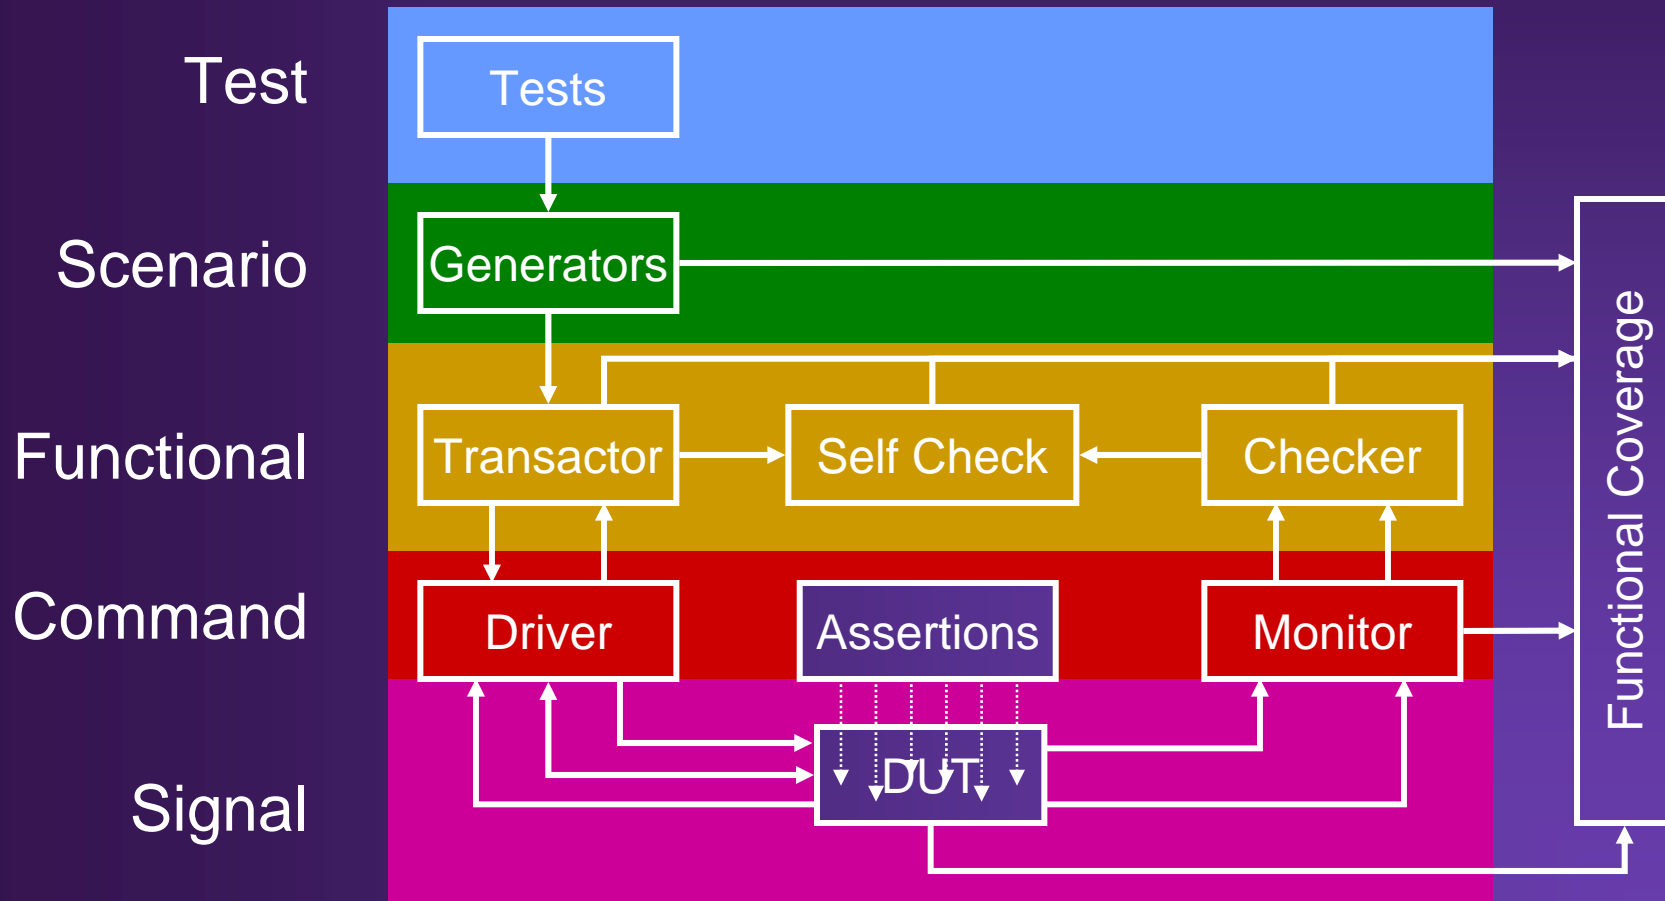 Test
Tests
Scenario
Generators
Functional
Transactor
Self Check
Checker
Command
Driver
Assertions
Monitor
Signal
DUT
Functional Coverage